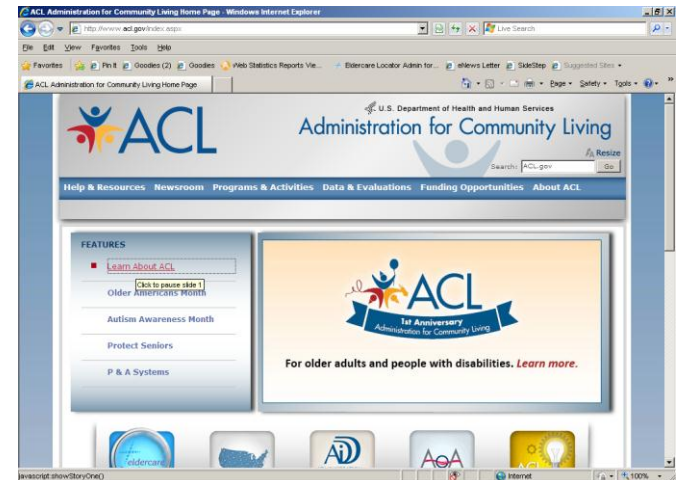 ACL Administration for Community Living Home Page - Windows Internet Explorer
http://www.acl.gov/index.aspx
Live Search
File Edit View Favorites Tools Help
Favorites Pin It Goodies (2) Goodies Web Statistics Reports Vie... Eldercare Locator Admin for... eNews Letter SideStep Suggested Sites
ACL Administration for Community Living Home Page
Page Safety Tools
ACL
U.S. Department of Health and Human Services
Administration for Community Living
Resize
Search: ACL.gov Go
Help & Resources Newsroom Programs & Activities Data & Evaluations Funding Opportunities About ACL
FEATURES
Learn About ACL
Click to pause slide 1
Older Americans Month
Autism Awareness Month
Protect Seniors
P & A Systems
ACL
1st Anniversary
Administration for Community Living
For older adults and people with disabilities. Learn more.
eldercare
AiDD
AoA
ACL
javascript:showStoryOne()
Internet
100%